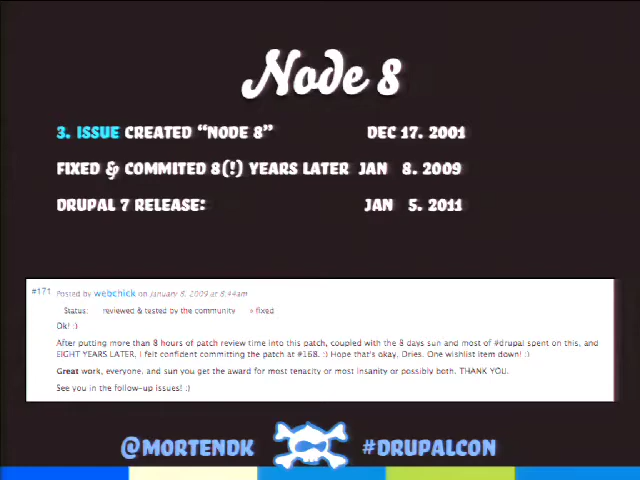 Node 8
3. ISSUE CREATED “NODE 8” DEC 17. 2001
FIXED & COMMITED 8(!) YEARS LATER JAN 8. 2009
DRUPAL 7 RELEASE: JAN 5. 2011
#171 Posted by webchick on January 8, 2009 at 8:44am
Status: reviewed & tested by the community » fixed
Ok! :)
After putting more than 8 hours of patch review time into this patch, coupled with the 8 days sun and most of #drupal spent on this, and
EIGHT YEARS LATER, I felt confident committing the patch at #168. :) Hope that's okay, Dries. One wishlist item down! :)
Great work, everyone, and sun you get the award for most tenacity or most insanity or possibly both. THANK YOU.
See you in the follow-up issues! :)
@MORTENDK #DRUPALCON